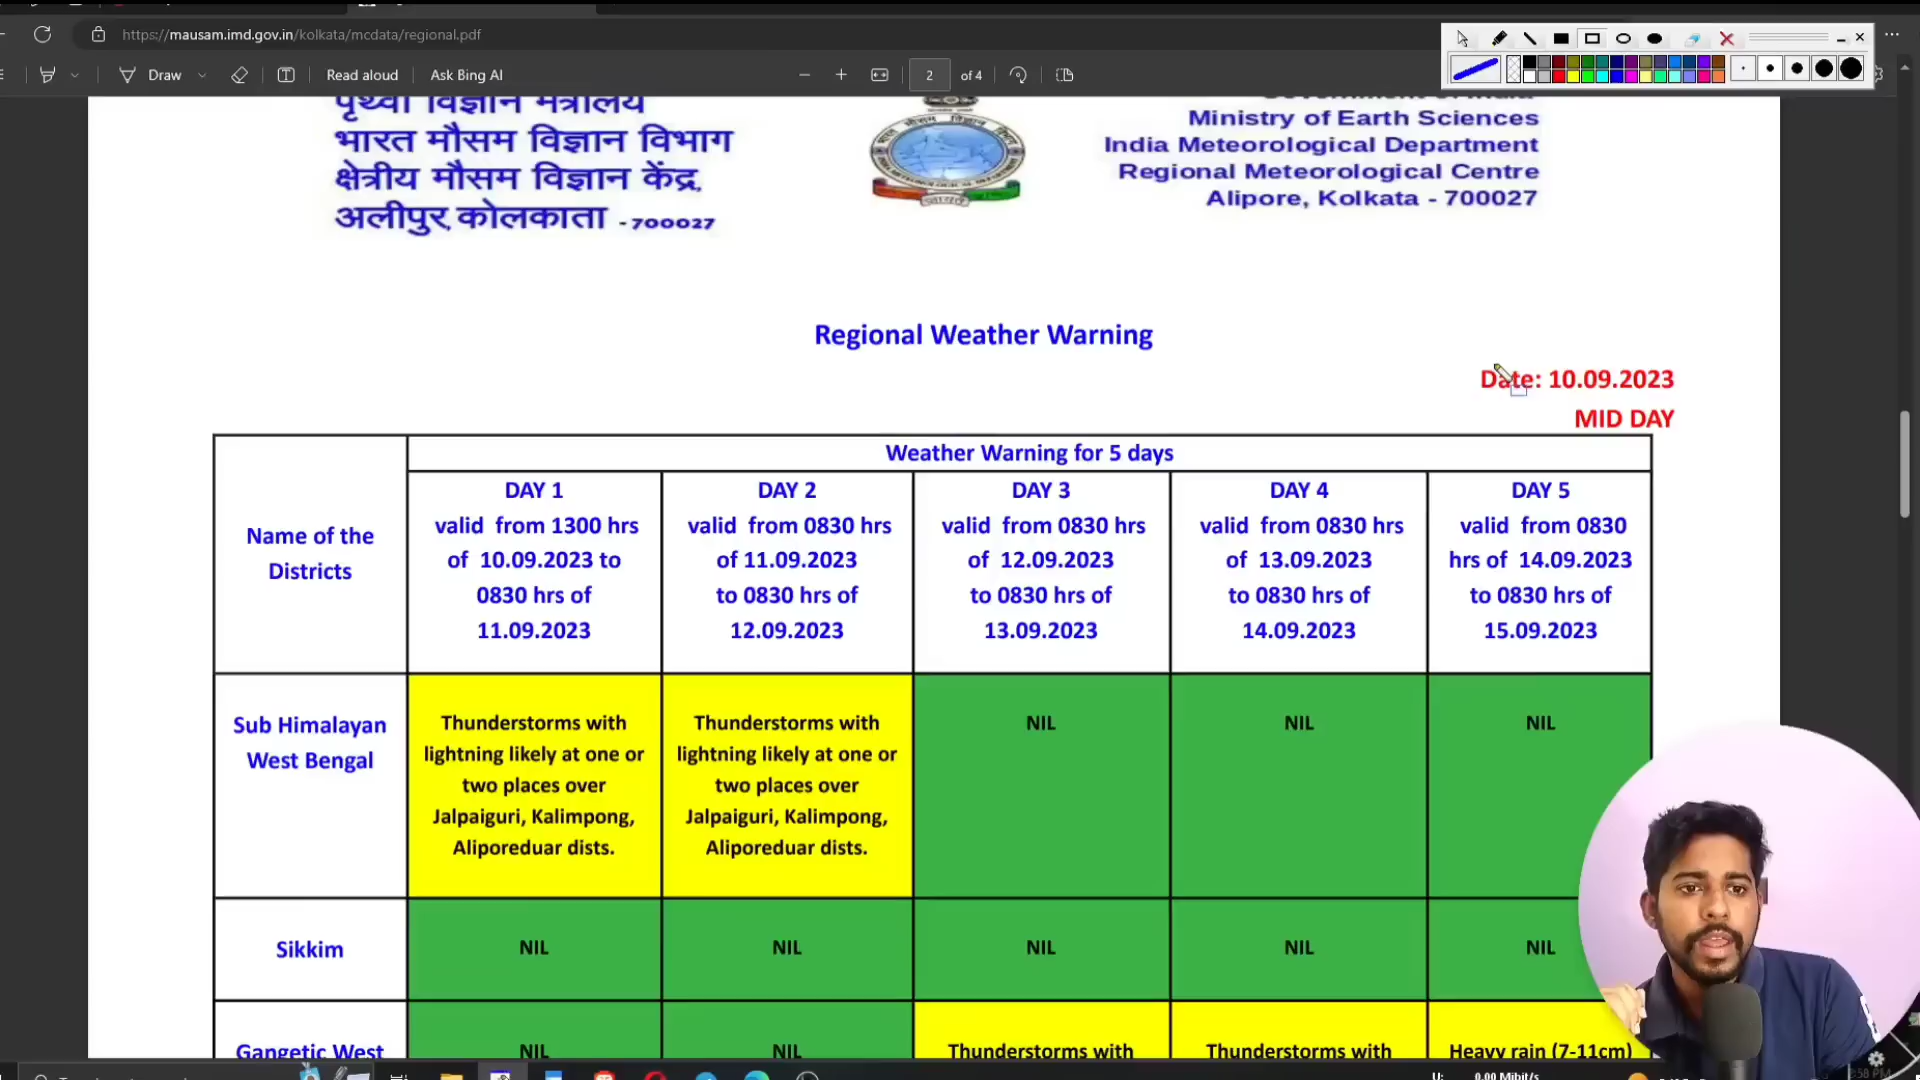 https://mausam.imd.gov.in/kolkata/mcdata/regional.pdf
Draw
Read aloud
Ask Bing AI
2 of 4
पृथ्वी विज्ञान मंत्रालय
भारत मौसम विज्ञान विभाग
क्षेत्रीय मौसम विज्ञान केंद्र,
अलीपुर, कोलकाता - 700027
Ministry of Earth Sciences
India Meteorological Department
Regional Meteorological Centre
Alipore, Kolkata - 700027
Regional Weather Warning
Date: 10.09.2023
MID DAY
Name of the
Districts
Weather Warning for 5 days
DAY 1
valid from 1300 hrs
of 10.09.2023 to
0830 hrs of
11.09.2023
DAY 2
valid from 0830 hrs
of 11.09.2023
to 0830 hrs of
12.09.2023
DAY 3
valid from 0830 hrs
of 12.09.2023
to 0830 hrs of
13.09.2023
DAY 4
valid from 0830 hrs
of 13.09.2023
to 0830 hrs of
14.09.2023
DAY 5
valid from 0830
hrs of 14.09.2023
to 0830 hrs of
15.09.2023
Sub Himalayan
West Bengal
Thunderstorms with
lightning likely at one or
two places over
Jalpaiguri, Kalimpong,
Aliporeduar dists.
Thunderstorms with
lightning likely at one or
two places over
Jalpaiguri, Kalimpong,
Aliporeduar dists.
NIL
NIL
NIL
Sikkim
NIL
NIL
NIL
NIL
NIL
Gangetic West
NIL
NIL
Thunderstorms with
Thunderstorms with
Heavy rain (7-11cm)
U: 0.00 Mibit/s